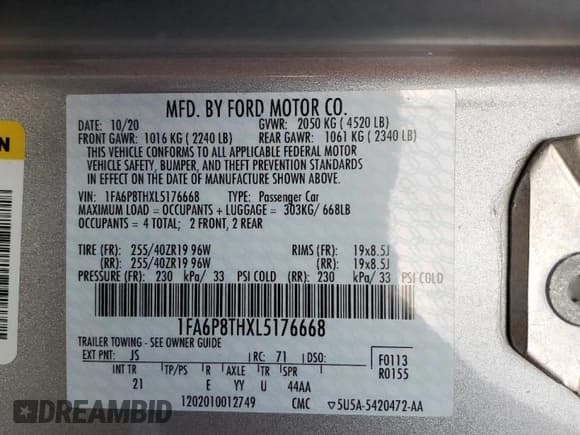 MFD. BY FORD MOTOR CO.
DATE: 10/20 GVWR: 2050 KG ( 4520 LB)
FRONT GAWR: 1016 KG ( 2240 LB) REAR GAWR: 1061 KG ( 2340 LB)
THIS VEHICLE CONFORMS TO ALL APPLICABLE FEDERAL MOTOR
VEHICLE SAFETY, BUMPER, AND THEFT PREVENTION STANDARDS
IN EFFECT ON THE DATE OF MANUFACTURE SHOWN ABOVE.
VIN: 1FA6P8THXL5176668 TYPE: Passenger Car
MAXIMUM LOAD = OCCUPANTS + LUGGAGE = 303KG/ 668LB
OCCUPANTS = 4 TOTAL; 2 FRONT, 2 REAR
TIRE (FR): 255/40ZR19 96W RIMS (FR): 19x8.5J
(RR): 255/40ZR19 96W (RR): 19x8.5J
PRESSURE (FR): 230 kPa/ 33 PSI COLD (RR): 230 kPa/ 33 PSI COLD
1FA6P8THXL5176668
TRAILER TOWING - SEE OWNER GUIDE
EXT PNT: JS RC: 71 DSO: F0113
INT TR TP/PS R AXLE TR SPR R0155
21 E YY U 44AA
1202010012749 CMC ▽5U5A-5420472-AA